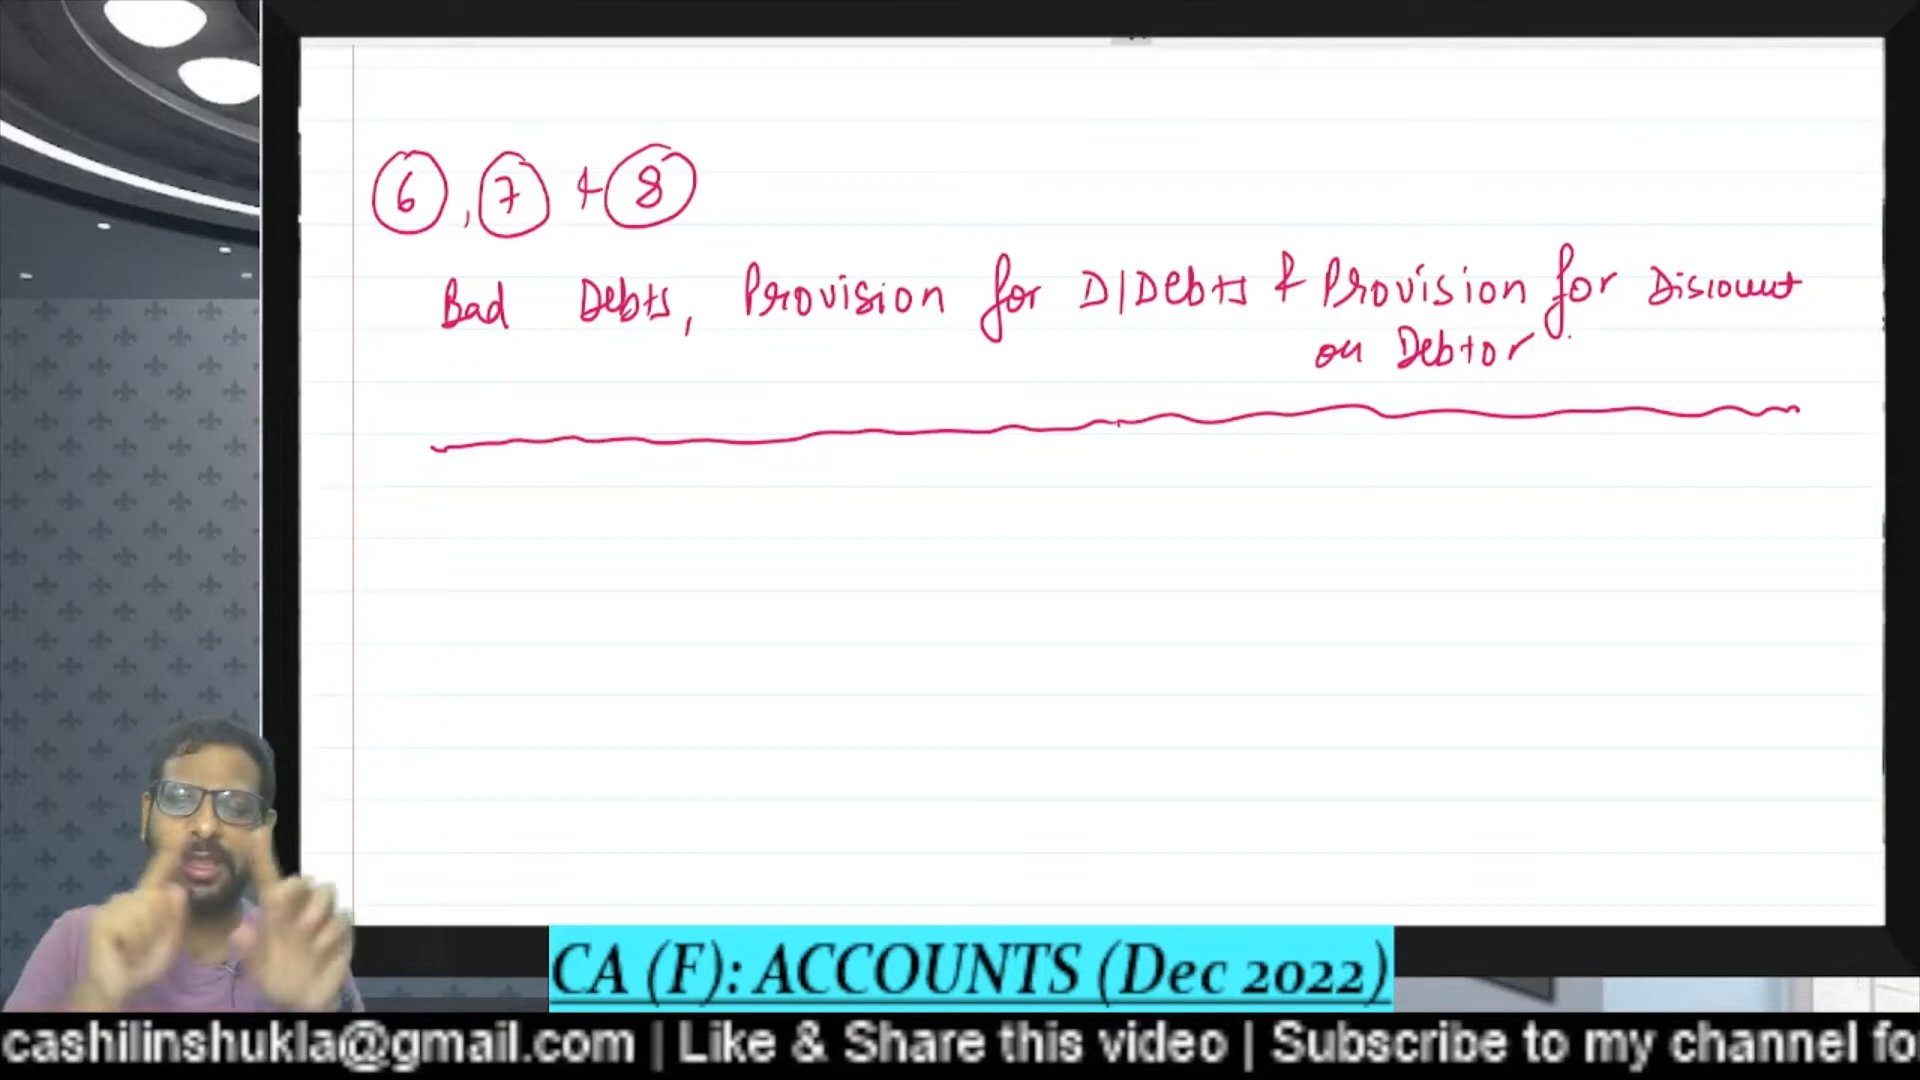 6, 7 & 8
Bad Debts, Provision for D/Debts & Provision for Discount
on Debtor
CA (F): ACCOUNTS (Dec 2022)
cashilinshukla@gmail.com | Like & Share this video | Subscribe to my channel fo